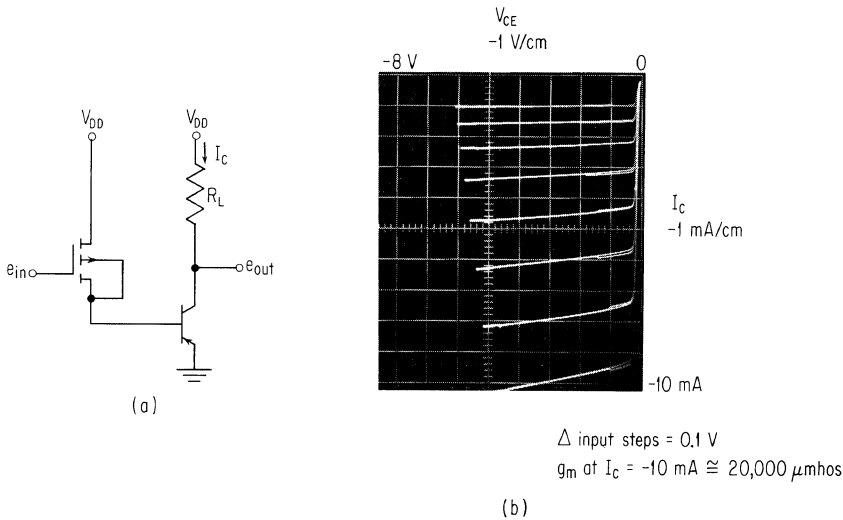 V_CE
-1 V/cm
-8 V
0
V_DD
V_DD
I_C
R_L
e_in
e_out
I_C
-1 mA/cm
-10 mA
(a)
Δ input steps = 0.1 V
g_m at I_C = -10 mA ≅ 20,000 μmhos
(b)